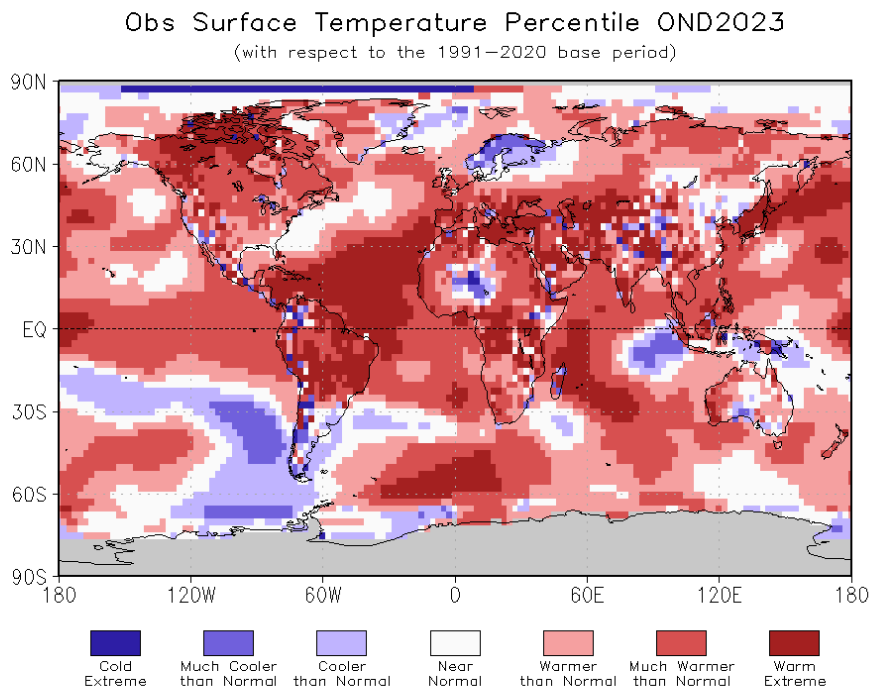 Obs Surface Temperature Percentile OND2023
(with respect to the 1991−2020 base period)
90N
60N
30N
EQ
30S
60S
90S
180 120W 60W 0 60E 120E 180
Cold Extreme
Much Cooler than Normal
Cooler than Normal
Near Normal
Warmer than Normal
Much Warmer than Normal
Warm Extreme